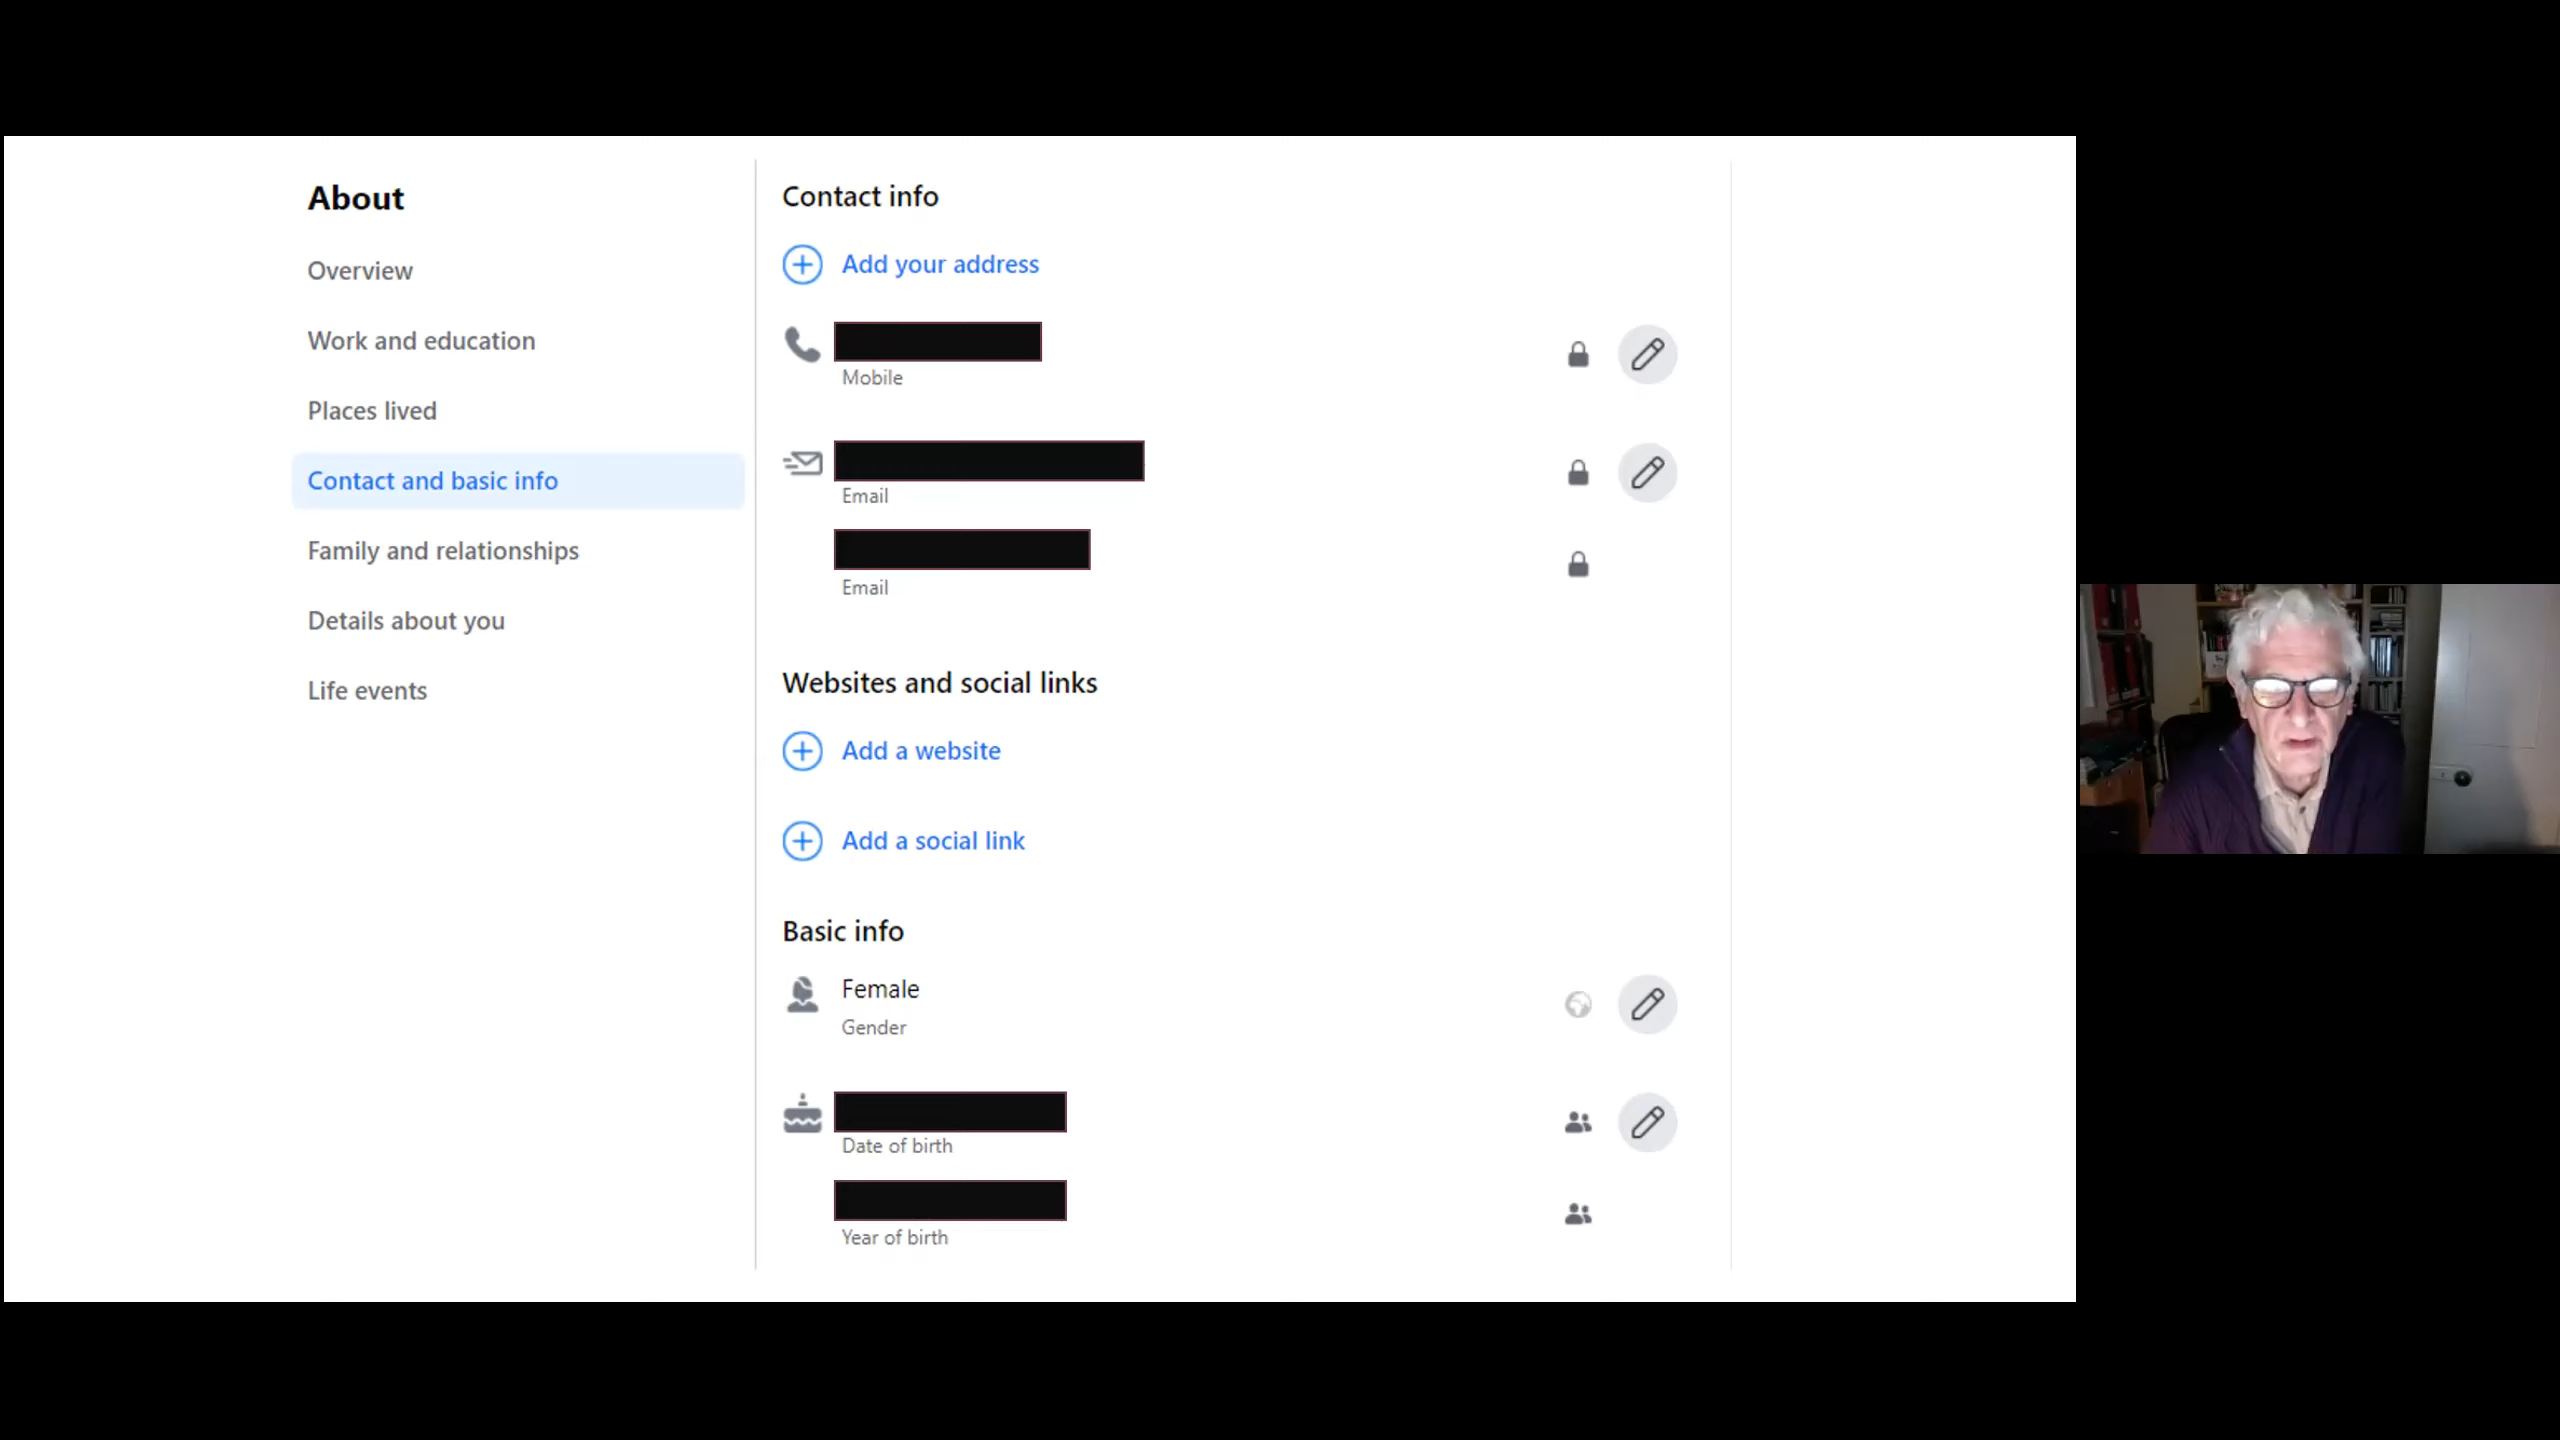 About
Overview
Work and education
Places lived
Contact and basic info
Family and relationships
Details about you
Life events
Contact info
Add your address
Mobile
Email
Email
Websites and social links
Add a website
Add a social link
Basic info
Female
Gender
Date of birth
Year of birth